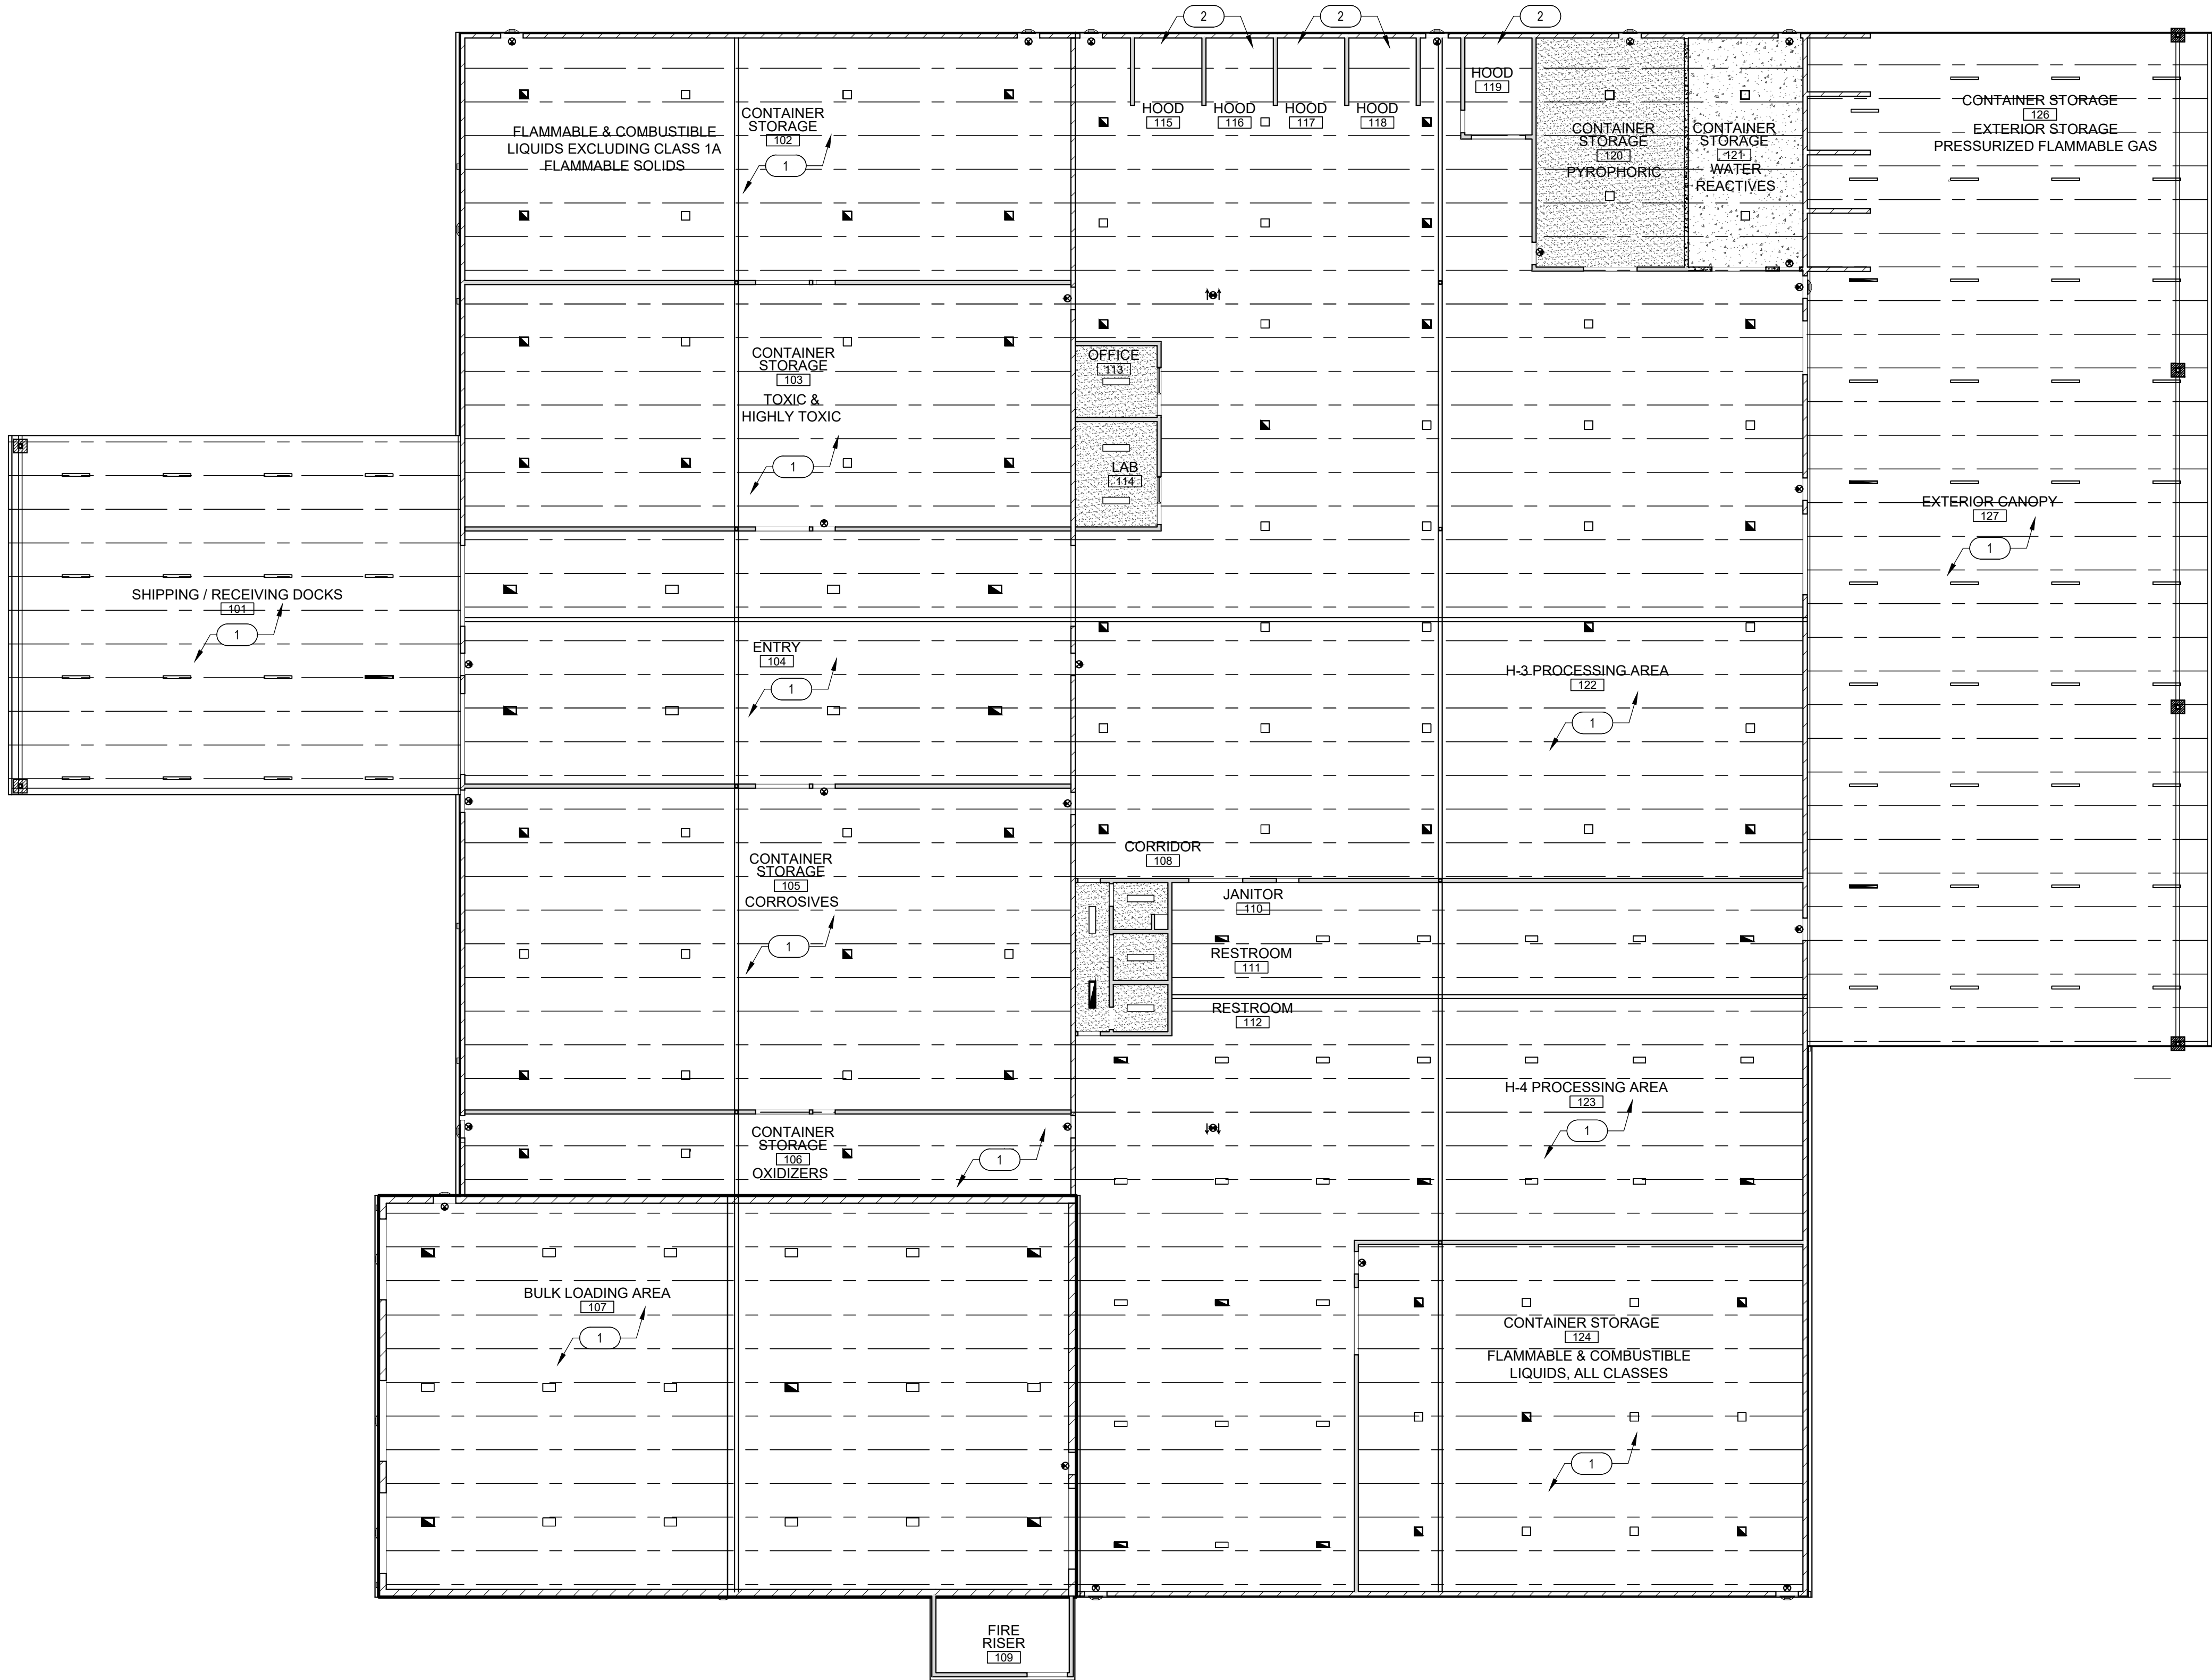 2
2
2
HOOD
119
CONTAINER STORAGE
126
EXTERIOR STORAGE
PRESSURIZED FLAMMABLE GAS
HOOD
115
HOOD
116
HOOD
117
HOOD
118
CONTAINER
STORAGE
102
1
FLAMMABLE & COMBUSTIBLE
LIQUIDS EXCLUDING CLASS 1A
FLAMMABLE SOLIDS
CONTAINER
STORAGE
120
PYROPHORIC
CONTAINER
STORAGE
121
WATER
REACTIVES
CONTAINER
STORAGE
103
TOXIC &
HIGHLY TOXIC
1
OFFICE
113
LAB
114
EXTERIOR CANOPY
127
1
SHIPPING / RECEIVING DOCKS
101
1
ENTRY
104
1
H-3 PROCESSING AREA
122
1
CONTAINER
STORAGE
105
CORROSIVES
1
CORRIDOR
108
JANITOR
110
RESTROOM
111
RESTROOM
112
H-4 PROCESSING AREA
123
1
CONTAINER
STORAGE
106
OXIDIZERS
1
BULK LOADING AREA
107
1
CONTAINER STORAGE
124
FLAMMABLE & COMBUSTIBLE
LIQUIDS, ALL CLASSES
1
FIRE
RISER
109